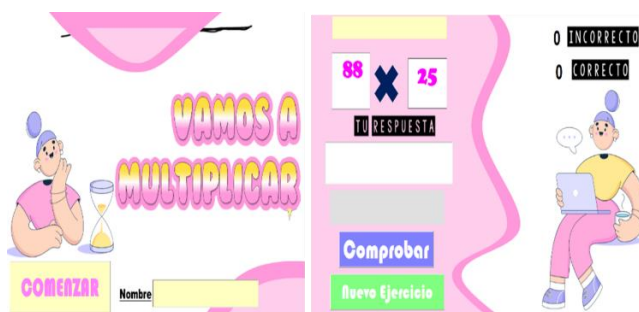 VAMOS A
MULTIPLICAR
COMENZAR
Nombre
88 25
TU RESPUESTA
Comprobar
Nuevo Ejercicio
0 INCORRECTO
0 CORRECTO